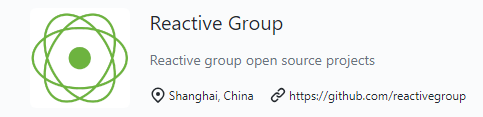 Reactive Group
Reactive group open source projects
Shanghai, China https://github.com/reactivegroup